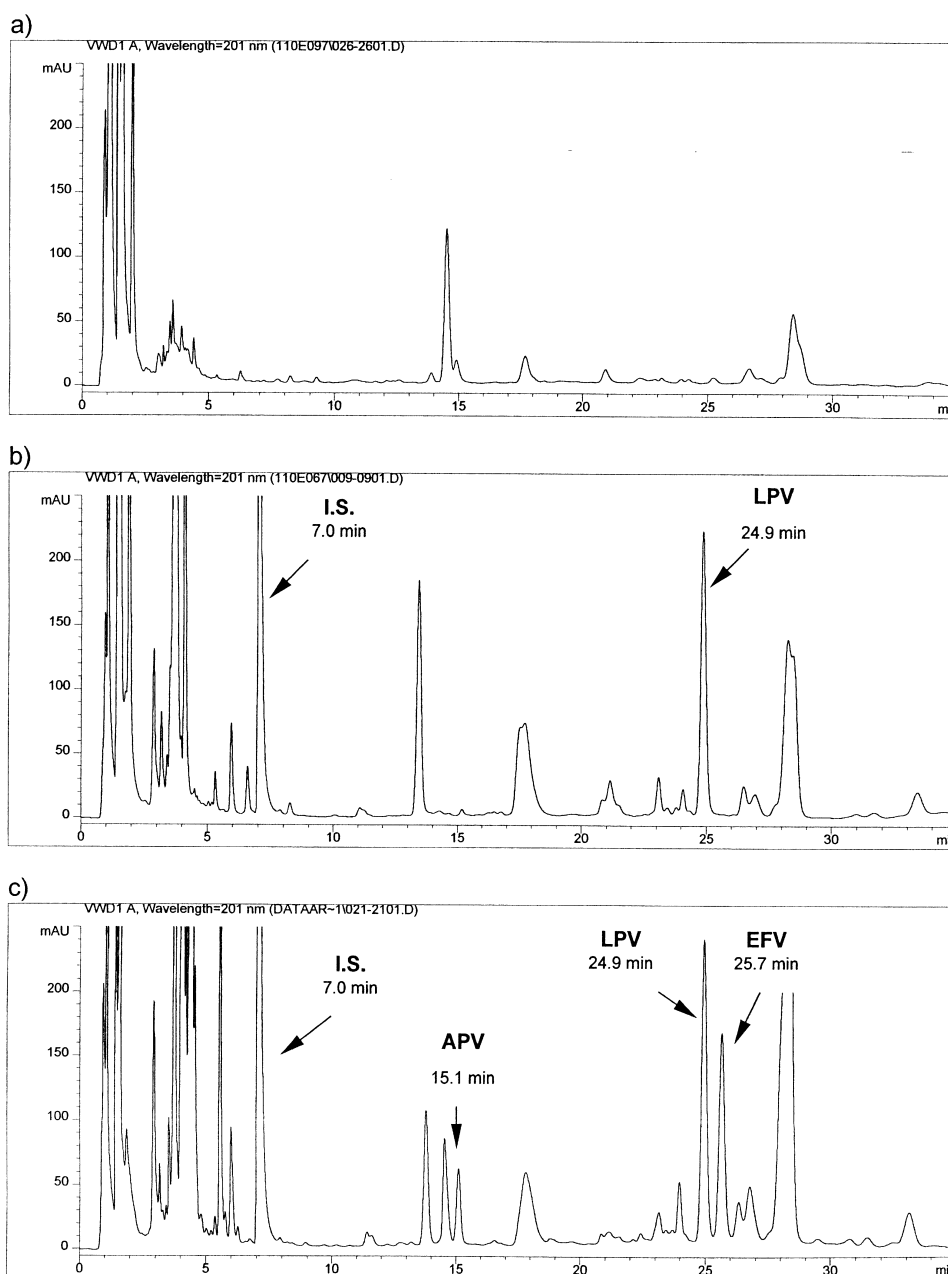 a)
VWD1 A, Wavelength=201 nm (110E097\026-2601.D)
mAU
200
150
100
50
0
0 5 10 15 20 25 30 m
b)
VWD1 A, Wavelength=201 nm (110E067\009-0901.D)
mAU
200
150
100
50
0
I.S.
7.0 min
LPV
24.9 min
0 5 10 15 20 25 30 m
c)
VWD1 A, Wavelength=201 nm (DATAAR~1\021-2101.D)
mAU
200
150
100
50
0
I.S.
7.0 min
APV
15.1 min
LPV
24.9 min
EFV
25.7 min
0 5 10 15 20 25 30 mi